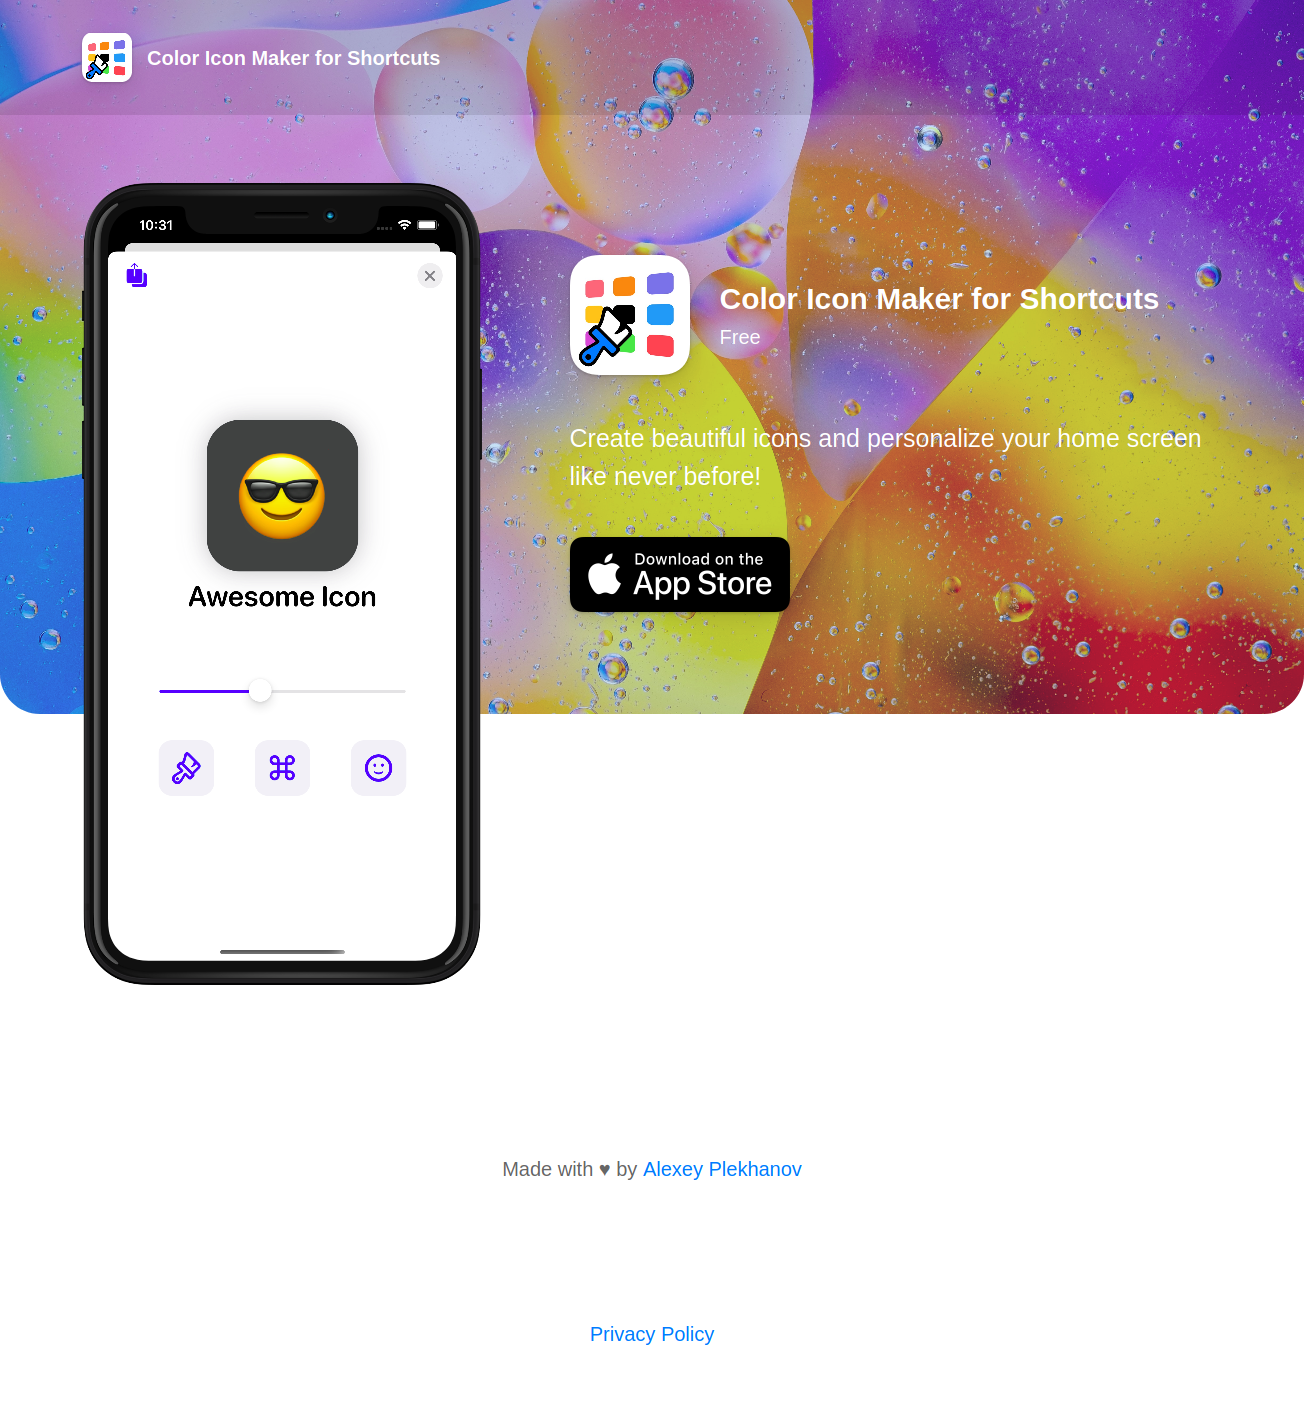 Color Icon Maker for Shortcuts
10:31
Awesome Icon
Color Icon Maker for Shortcuts
Free
Create beautiful icons and personalize your home screen
like never before!
Download on the
App Store
Made with ♥ by Alexey Plekhanov
Privacy Policy